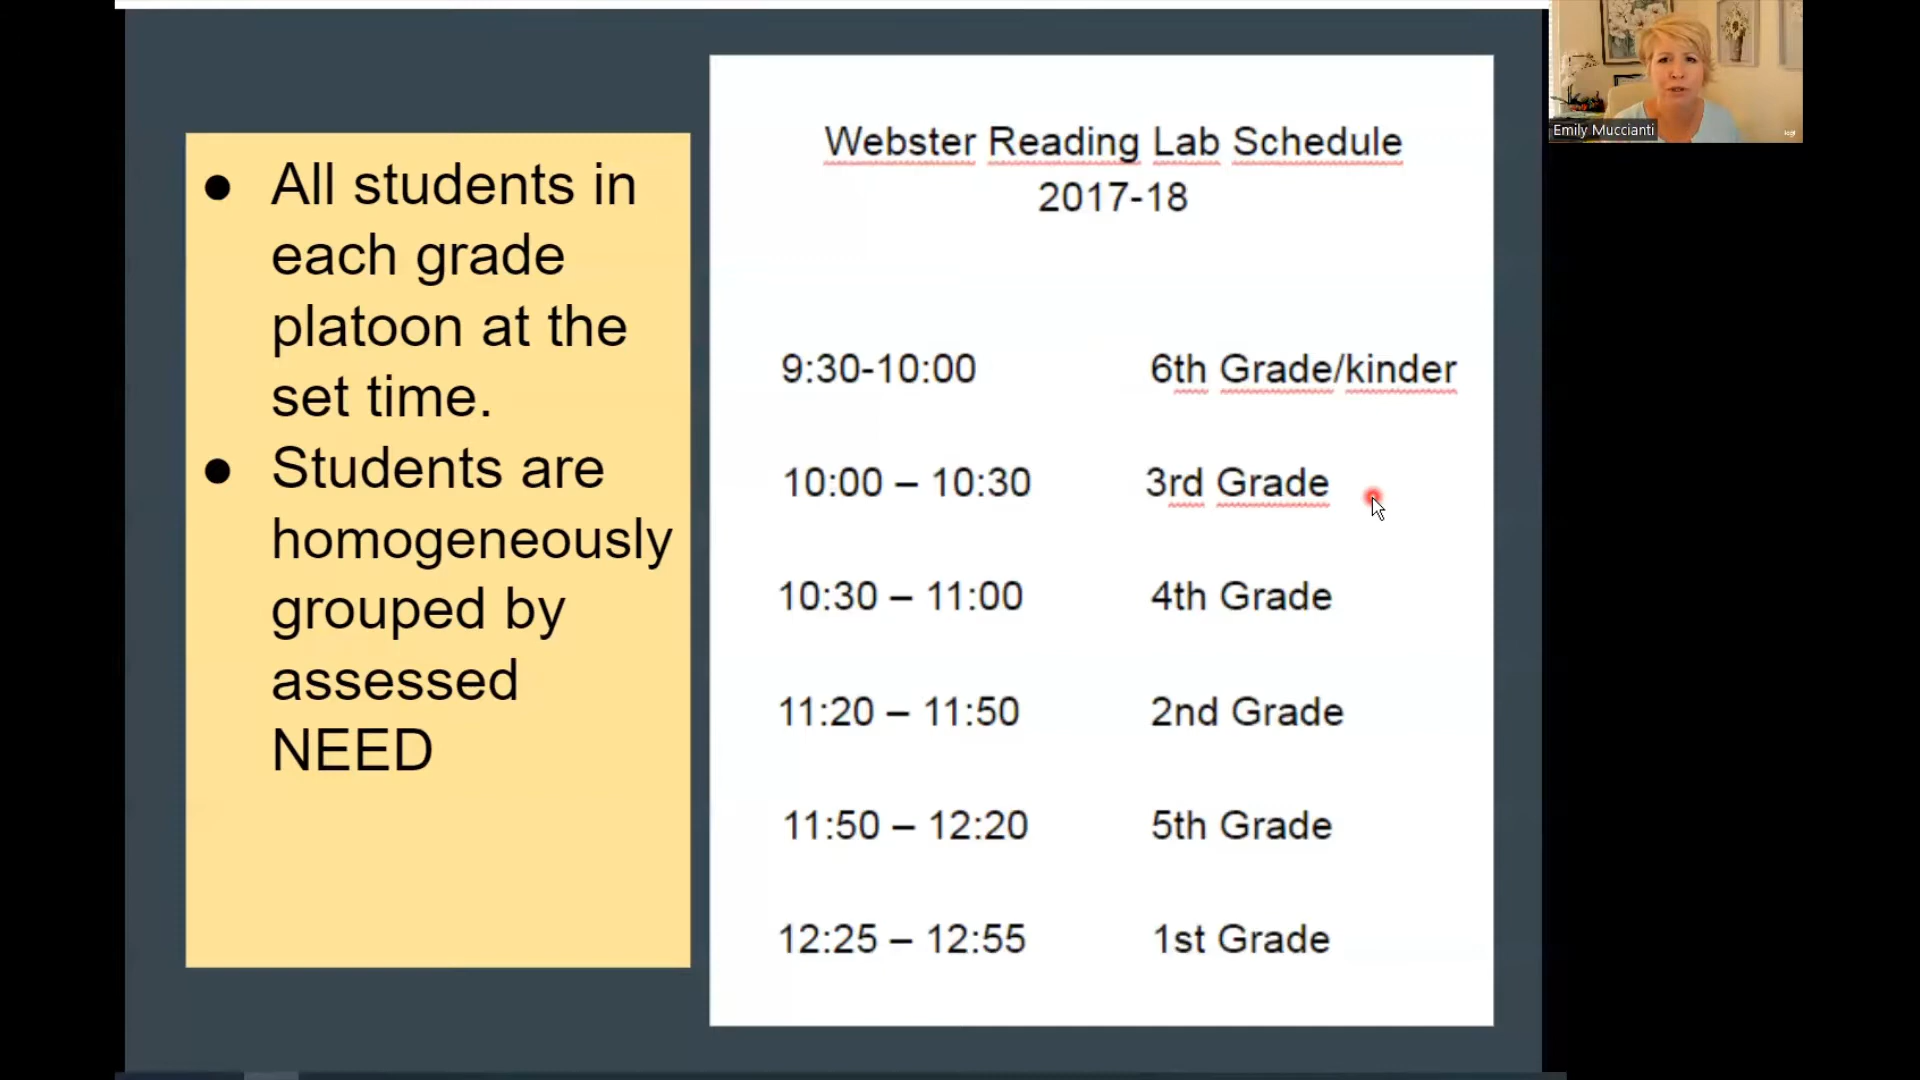 ● All students in
each grade
platoon at the
set time.
● Students are
homogeneously
grouped by
assessed
NEED
Webster Reading Lab Schedule
2017-18
9:30-10:00 6th Grade/kinder
10:00 – 10:30 3rd Grade
10:30 – 11:00 4th Grade
11:20 – 11:50 2nd Grade
11:50 – 12:20 5th Grade
12:25 – 12:55 1st Grade
Emily Muccianti